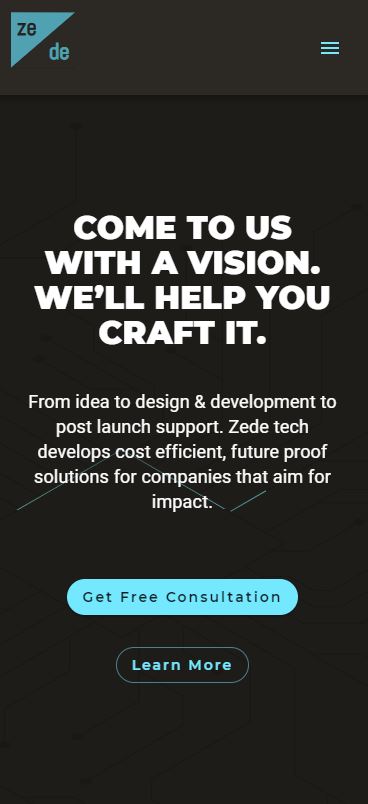 ze
de
COME TO US
WITH A VISION.
WE’LL HELP YOU
CRAFT IT.
From idea to design & development to
post launch support. Zede tech
develops cost efficient, future proof
solutions for companies that aim for
impact.
Get Free Consultation
Learn More